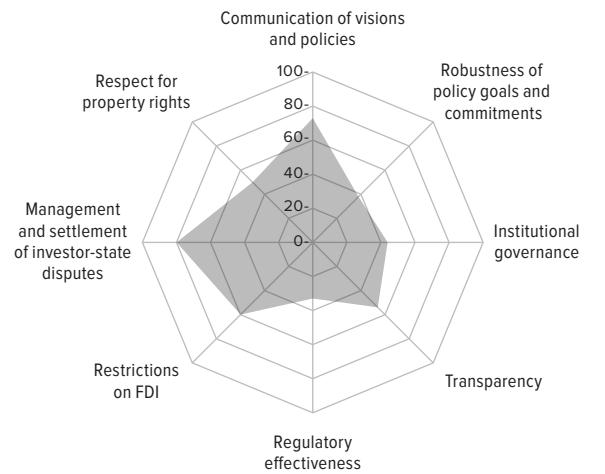 Communication of visions
and policies
Robustness of
policy goals and
commitments
Institutional
governance
Transparency
Regulatory
effectiveness
Restrictions
on FDI
Management
and settlement
of investor-state
disputes
Respect for
property rights
100-
80-
60-
40-
20-
0-